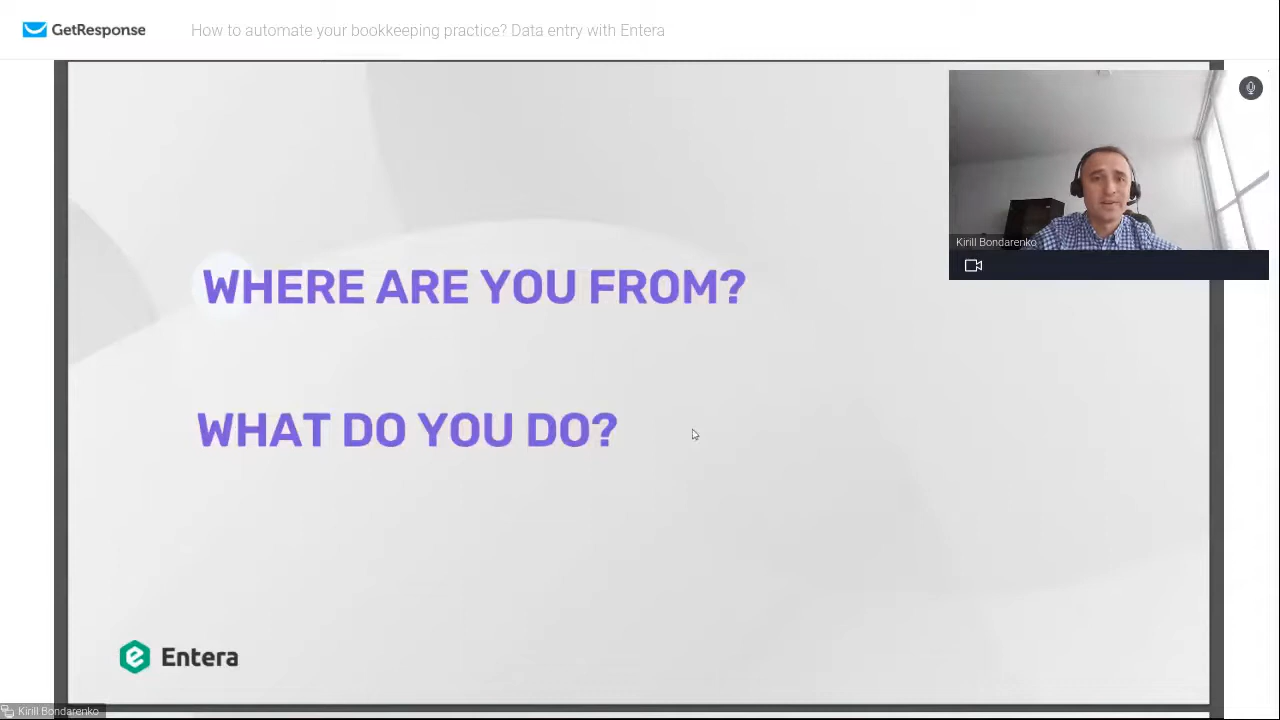 GetResponse
How to automate your bookkeeping practice? Data entry with Entera
Kirill Bondarenko
WHERE ARE YOU FROM?
WHAT DO YOU DO?
Entera
Kirill Bondarenko